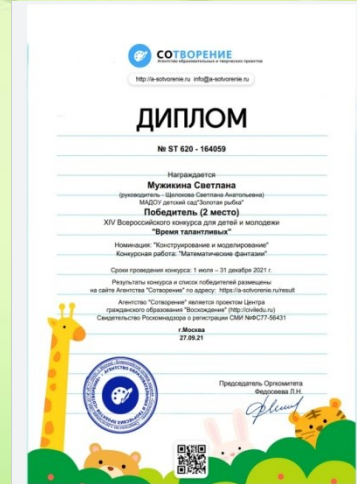 СОТВОРЕНИЕ
Агентство образовательных и творческих проектов
http://a-sotvorenie.ru info@a-sotvorenie.ru
ДИПЛОМ
№ ST 620 - 164059
Награждается
Мужикина Светлана
(руководитель - Щелокова Светлана Анатольевна)
МАДОУ детский сад"Золотая рыбка"
Победитель (2 место)
XIV Всероссийского конкурса для детей и молодежи
"Время талантливых"
Номинация: "Конструирование и моделирование"
Конкурсная работа: "Математические фантазии"
Сроки проведения конкурса: 1 июля – 31 декабря 2021 г.
Результаты конкурса и список победителей размещены
на сайте Агентства "Сотворение" по адресу: https://a-sotvorenie.ru/result
Агентство "Сотворение" является проектом Центра
гражданского образования "Восхождение" (http://civiledu.ru)
Свидетельство Роскомнадзора о регистрации СМИ №ФС77-56431
г.Москва
27.09.21
Председатель Оргкомитета
Федосеева Л.Н.